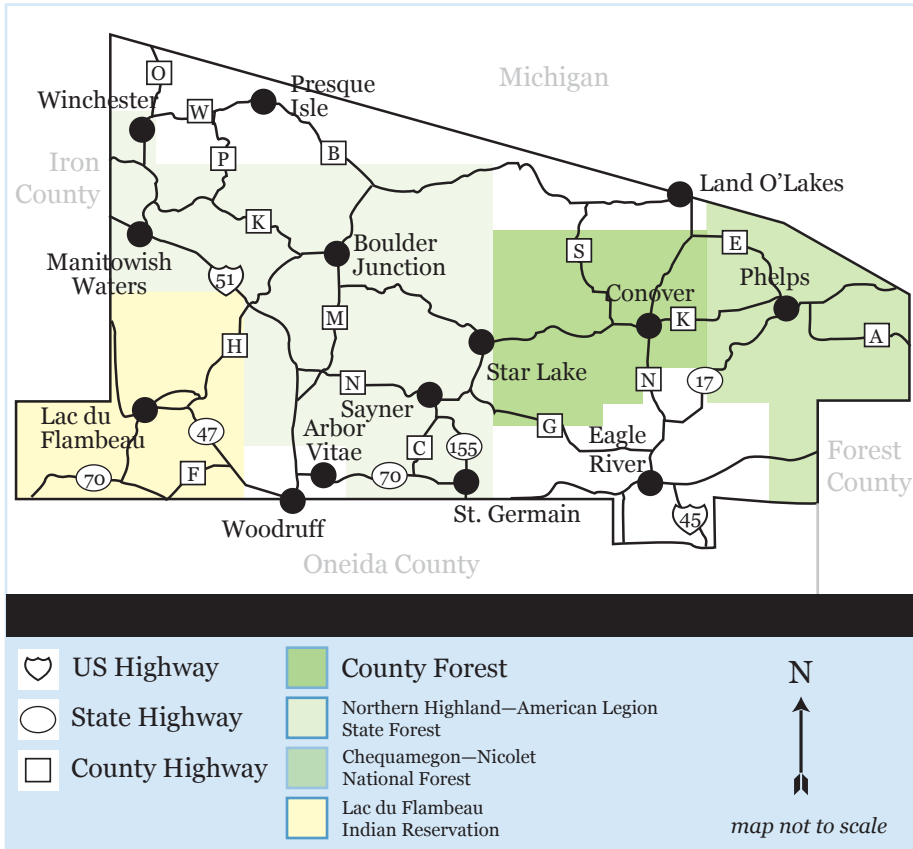 Michigan
O
Presque
Isle
Winchester
W
P
B
Iron
County
Land O'Lakes
K
S
E
Boulder
Junction
Manitowish
Waters
51
Phelps
Conover
M
K
A
H
Star Lake
N
N
17
Sayner
Lac du
Flambeau
Arbor
Vitae
47
C
155
G
Eagle
River
Forest
County
70
F
70
Woodruff
St. Germain
45
Oneida County
US Highway
State Highway
County Highway
County Forest
Northern Highland—American Legion
State Forest
Chequamegon—Nicolet
National Forest
Lac du Flambeau
Indian Reservation
N
map not to scale